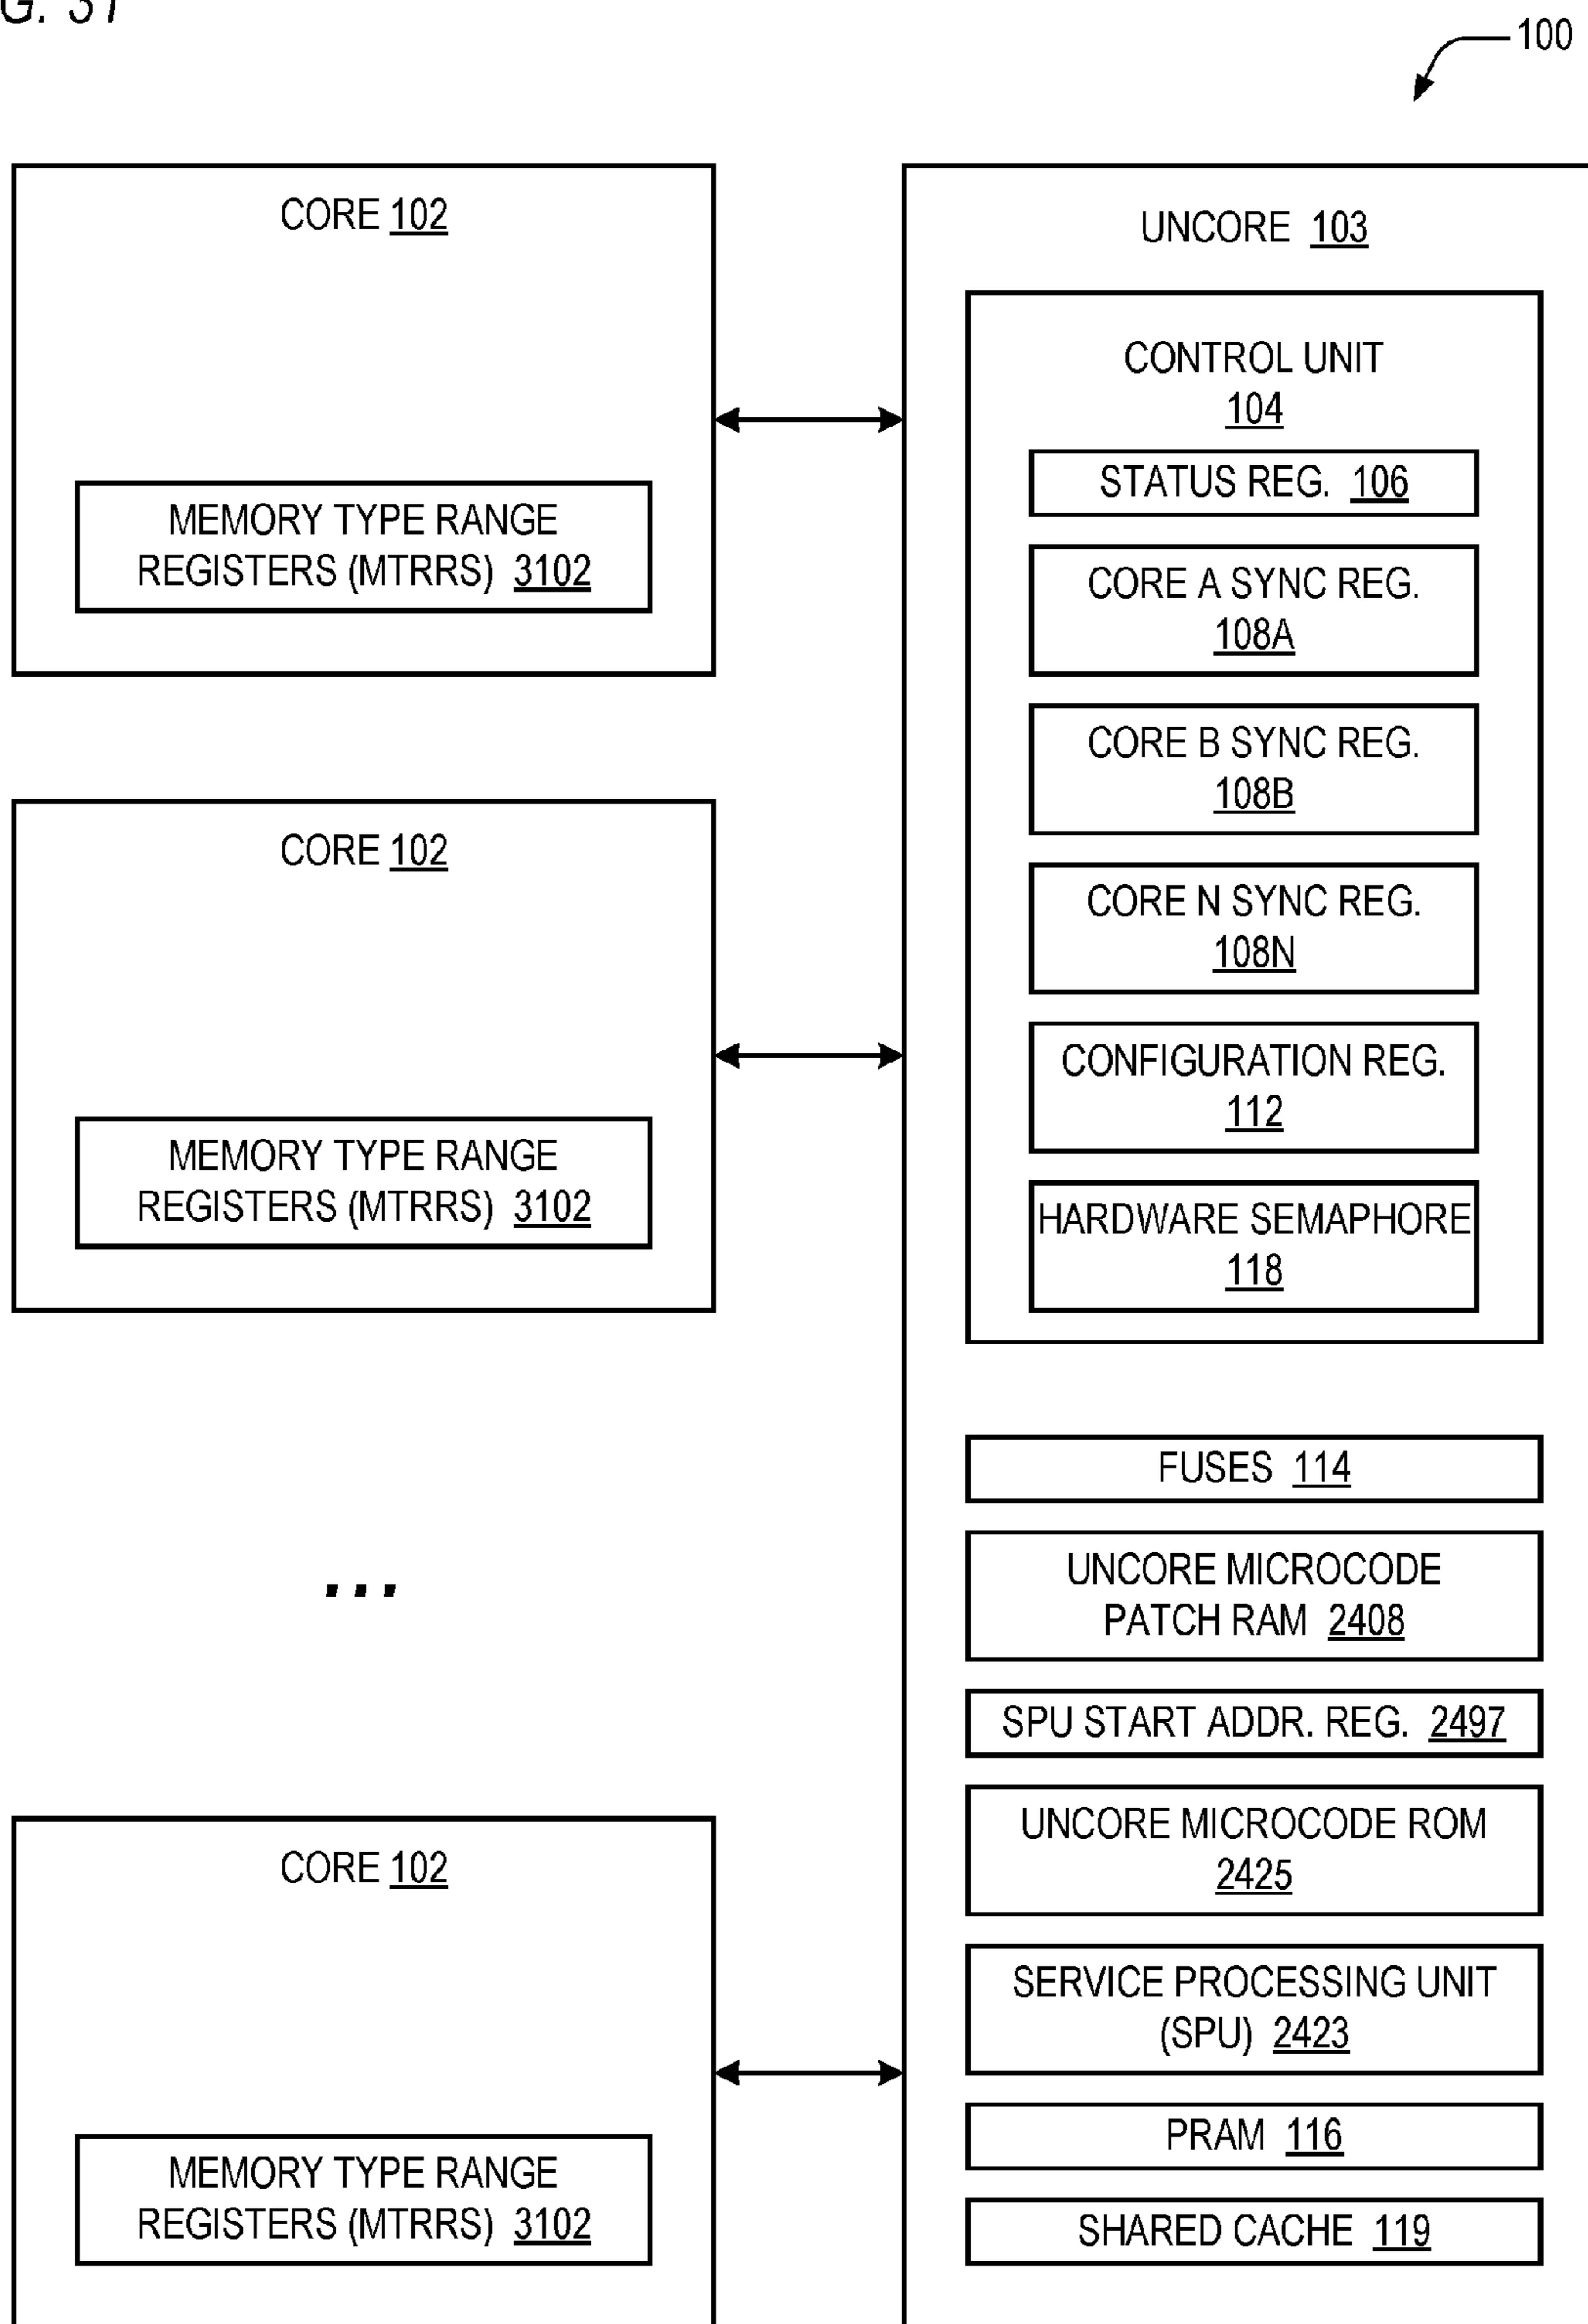 G. 31
100
CORE 102
MEMORY TYPE RANGE
REGISTERS (MTRRS) 3102
CORE 102
MEMORY TYPE RANGE
REGISTERS (MTRRS) 3102
...
CORE 102
MEMORY TYPE RANGE
REGISTERS (MTRRS) 3102
UNCORE 103
CONTROL UNIT
104
STATUS REG. 106
CORE A SYNC REG.
108A
CORE B SYNC REG.
108B
CORE N SYNC REG.
108N
CONFIGURATION REG.
112
HARDWARE SEMAPHORE
118
FUSES 114
UNCORE MICROCODE
PATCH RAM 2408
SPU START ADDR. REG. 2497
UNCORE MICROCODE ROM
2425
SERVICE PROCESSING UNIT
(SPU) 2423
PRAM 116
SHARED CACHE 119